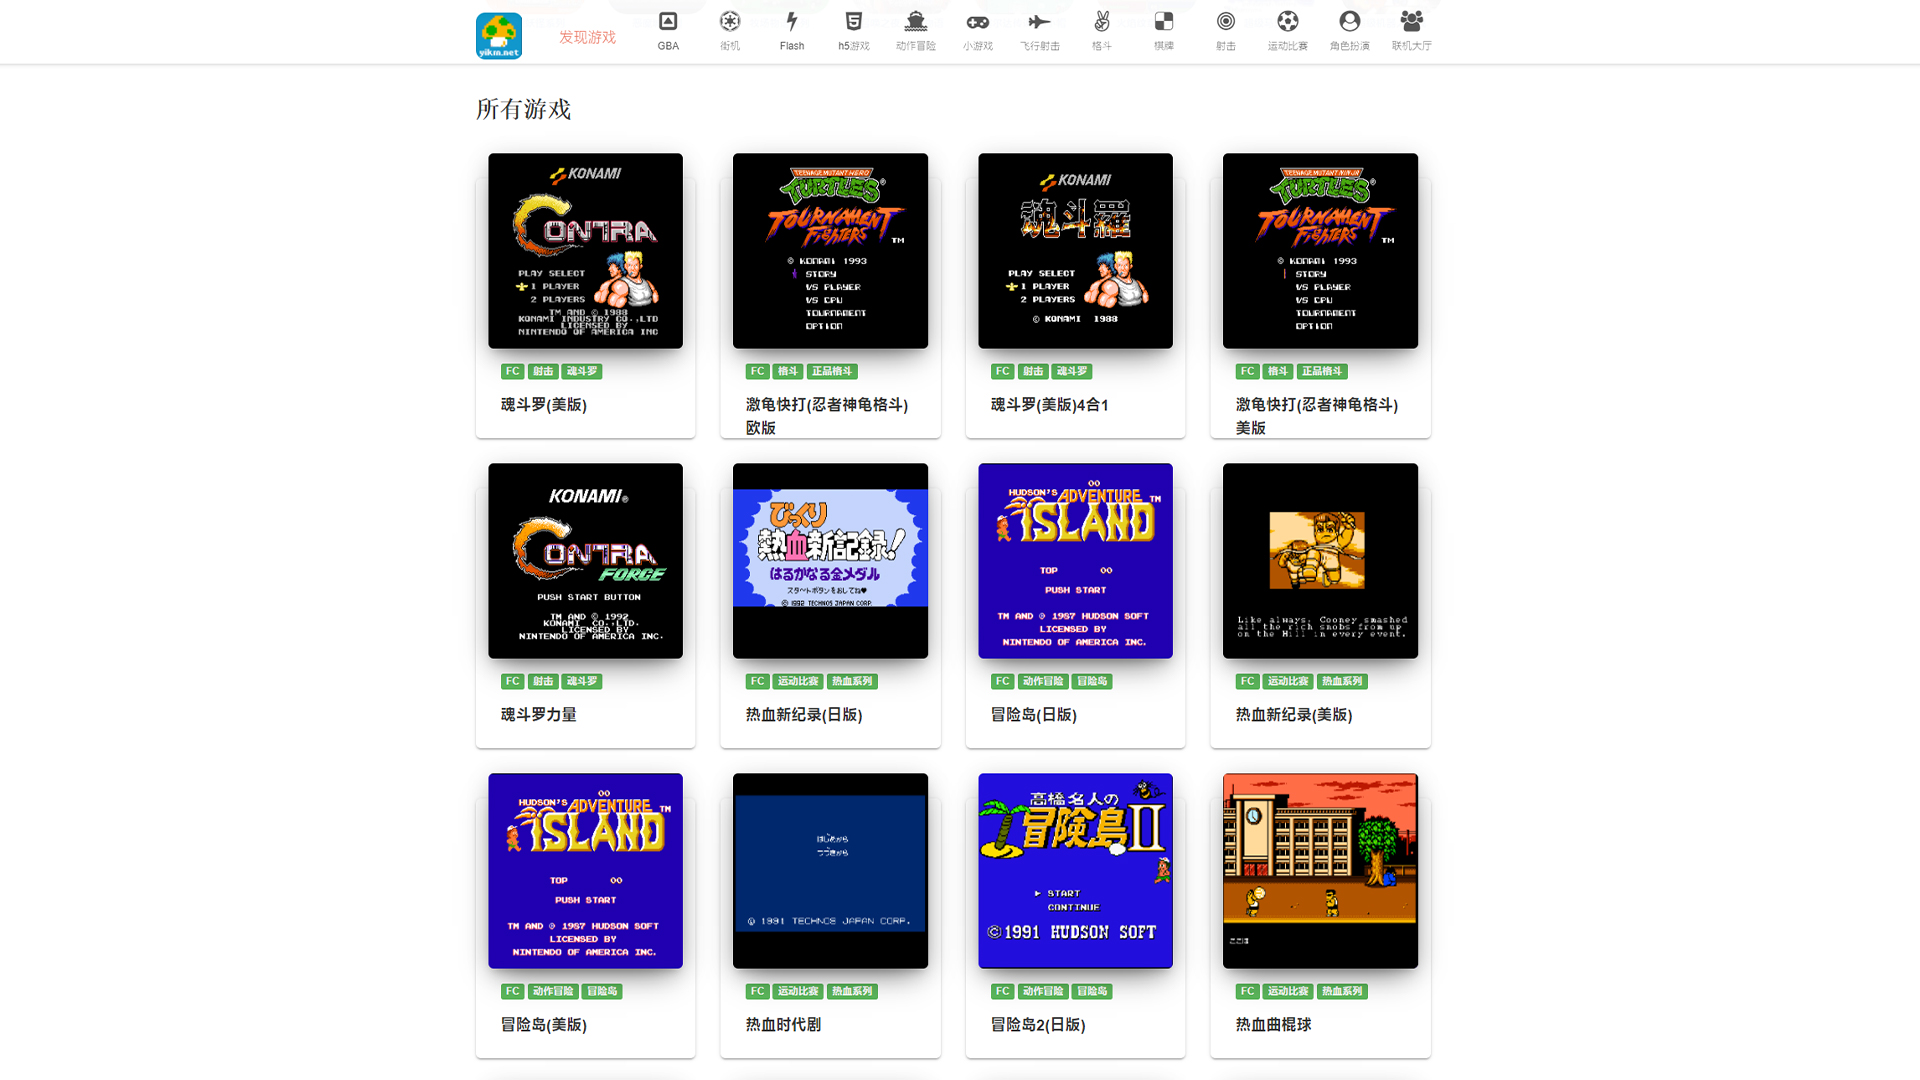 yikm.net
发现游戏
GBA
街机
Flash
h5游戏
动作冒险
小游戏
飞行射击
格斗
棋牌
射击
运动比赛
角色扮演
联机大厅
所有游戏
KONAMI
CONTRA
PLAY SELECT
1 PLAYER
2 PLAYERS
TM AND © 1988
KONAMI INDUSTRY CO.,LTD
LICENSED BY
NINTENDO OF AMERICA INC
FC 射击 魂斗罗
魂斗罗(美版)
TEENAGE MUTANT HERO
TURTLES
TOURNAMENT
FIGHTERS TM
© KONAMI 1993
STORY
VS PLAYER
VS CPU
TOURNAMENT
OPTION
FC 格斗 正品格斗
激龟快打(忍者神龟格斗)
欧版
KONAMI
魂斗羅
PLAY SELECT
1 PLAYER
2 PLAYERS
© KONAMI 1988
FC 射击 魂斗罗
魂斗罗(美版)4合1
TEENAGE MUTANT NINJA
TURTLES
TOURNAMENT
FIGHTERS TM
© KONAMI 1993
STORY
VS PLAYER
VS CPU
TOURNAMENT
OPTION
FC 格斗 正品格斗
激龟快打(忍者神龟格斗)
美版
KONAMI®
CONTRA
FORCE
PUSH START BUTTON
TM AND © 1992
KONAMI CO.,LTD.
LICENSED BY
NINTENDO OF AMERICA INC.
FC 射击 魂斗罗
魂斗罗力量
びっくり
熱血新記録!
はるかなる金メダル
スタートボタンをおしてね♥
© 1992 TECHNOS JAPAN CORP.
FC 运动比赛 热血系列
热血新纪录(日版)
HUDSON'S ADVENTURE TM
ISLAND
TOP 00
PUSH START
TM AND © 1987 HUDSON SOFT
LICENSED BY
NINTENDO OF AMERICA INC.
FC 动作冒险 冒险岛
冒险岛(日版)
Like always, Cooney smashed
all the rich snobs from up
on the Hill in every event.
FC 运动比赛 热血系列
热血新纪录(美版)
HUDSON'S ADVENTURE TM
ISLAND
TOP 00
PUSH START
TM AND © 1987 HUDSON SOFT
LICENSED BY
NINTENDO OF AMERICA INC.
FC 动作冒险 冒险岛
冒险岛(美版)
はじめから
つづきから
© 1991 TECHNOS JAPAN CORP.
FC 运动比赛 热血系列
热血时代剧
高橋名人の
冒険島II
START
CONTINUE
©1991 HUDSON SOFT
FC 动作冒险 冒险岛
冒险岛2(日版)
ここは
FC 运动比赛 热血系列
热血曲棍球